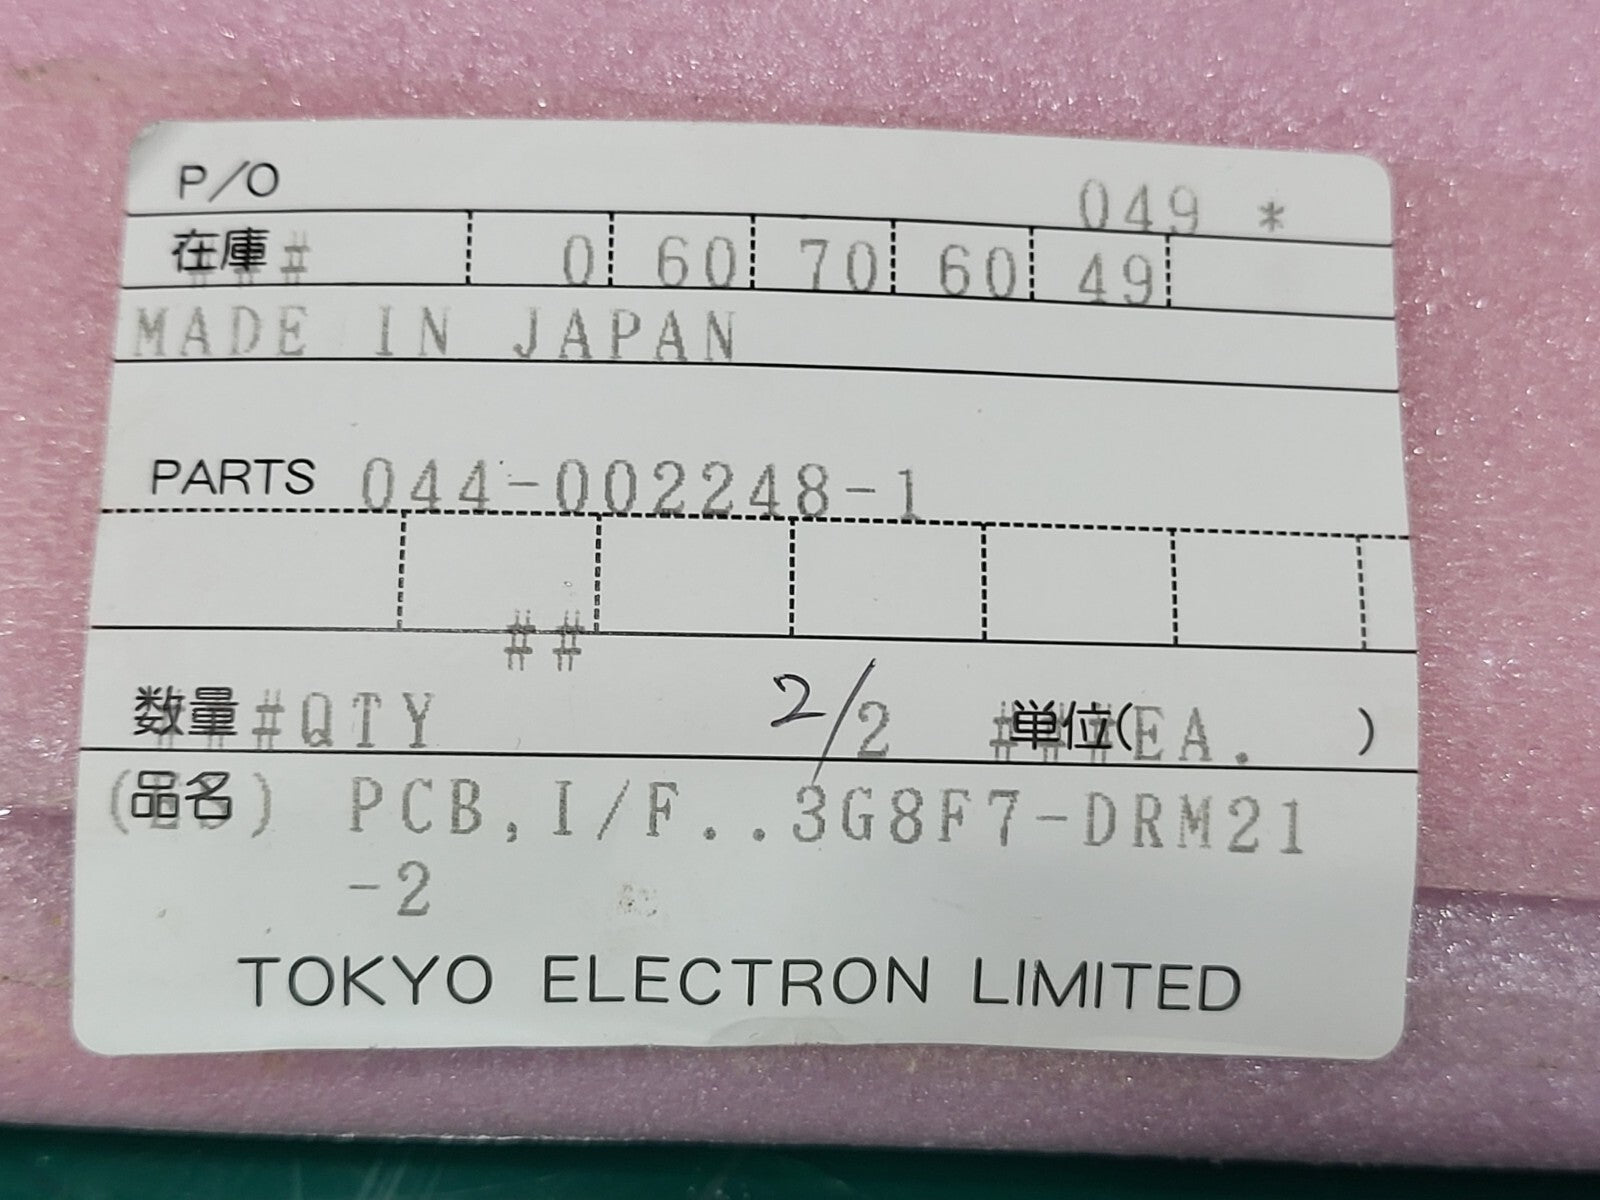 P/O 049 *
在庫# 0 60 70 60 49
MADE IN JAPAN
PARTS 044-002248-1
##
数量#QTY 2/2 単位(EA. )
(品名) PCB,I/F..3G8F7-DRM21
-2
TOKYO ELECTRON LIMITED